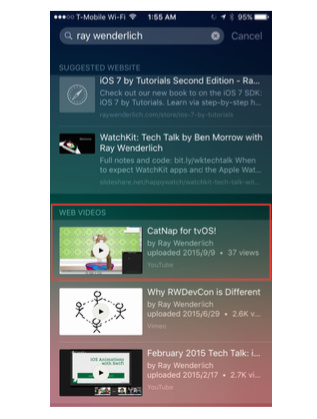 T-Mobile Wi-Fi 1:55 AM 95%
ray wenderlich Cancel
SUGGESTED WEBSITE
iOS 7 by Tutorials Second Edition - Ra...
Check out our new book to on the iOS 7 SDK:
iOS 7 by Tutorials. Learn via step-by-step h...
raywenderlich.com/store/ios-7-by-tutorials
WatchKit: Tech Talk by Ben Morrow with
Ray Wenderlich
Full notes and code: bit.ly/wktechtalk When
to expect WatchKit apps and the Apple Wat...
slideshare.net/happywatch/watchkit-tech-talk-wit...
WEB VIDEOS
CatNap for tvOS!
by Ray Wenderlich
uploaded 2015/9/9 • 37 views
YouTube
Why RWDevCon is Different
by Ray Wenderlich
uploaded 2015/6/29 • 2.6K v...
Vimeo
iOS Animations
with Swift
February 2015 Tech Talk: i...
by Ray Wenderlich
uploaded 2015/2/17 • 2.7K v...
YouTube